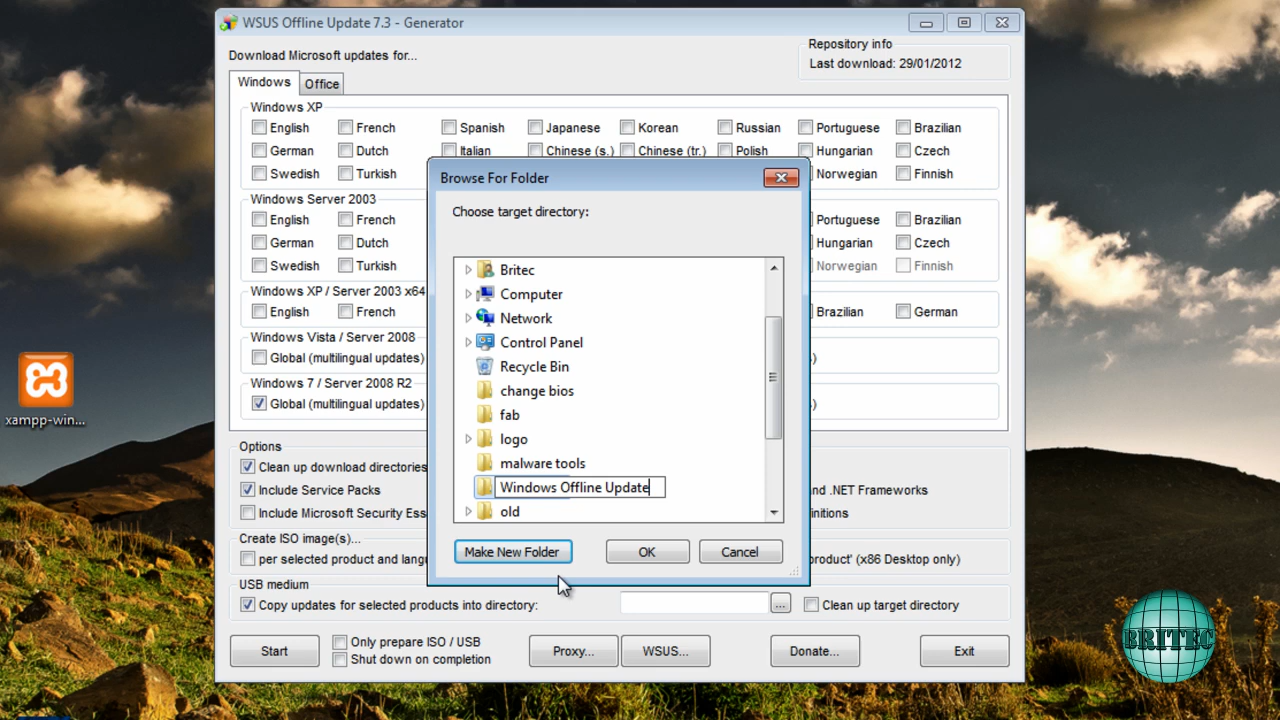 WSUS Offline Update 7.3 - Generator
Download Microsoft updates for...
Repository info
Last download: 29/01/2012
Windows Office
Windows XP
English French Spanish Japanese Korean Russian Portuguese Brazilian
German Dutch Italian Chinese (s.) Chinese (tr.) Polish Hungarian Czech
Swedish Turkish Norwegian Finnish
Windows Server 2003
English French Portuguese Brazilian
German Dutch Hungarian Czech
Swedish Turkish Norwegian Finnish
Windows XP / Server 2003 x64
English French Brazilian German
Windows Vista / Server 2008
Global (multilingual updates)
Windows 7 / Server 2008 R2
Global (multilingual updates)
Browse For Folder
Choose target directory:
Britec
Computer
Network
Control Panel
Recycle Bin
change bios
fab
logo
malware tools
Windows Offline Update
old
Make New Folder OK Cancel
xampp-win...
Options
Clean up download directories
Include Service Packs nd .NET Frameworks
Include Microsoft Security Ess initions
Create ISO image(s)...
per selected product and langu product' (x86 Desktop only)
USB medium
Copy updates for selected products into directory: ... Clean up target directory
Start Only prepare ISO / USB Proxy... WSUS... Donate... Exit
Shut down on completion
BRITEC